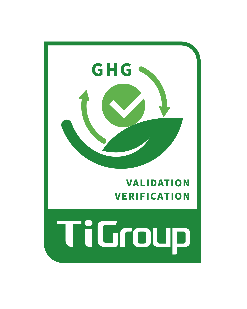 GHG
VALIDATION
VERIFICATION
TiGroup